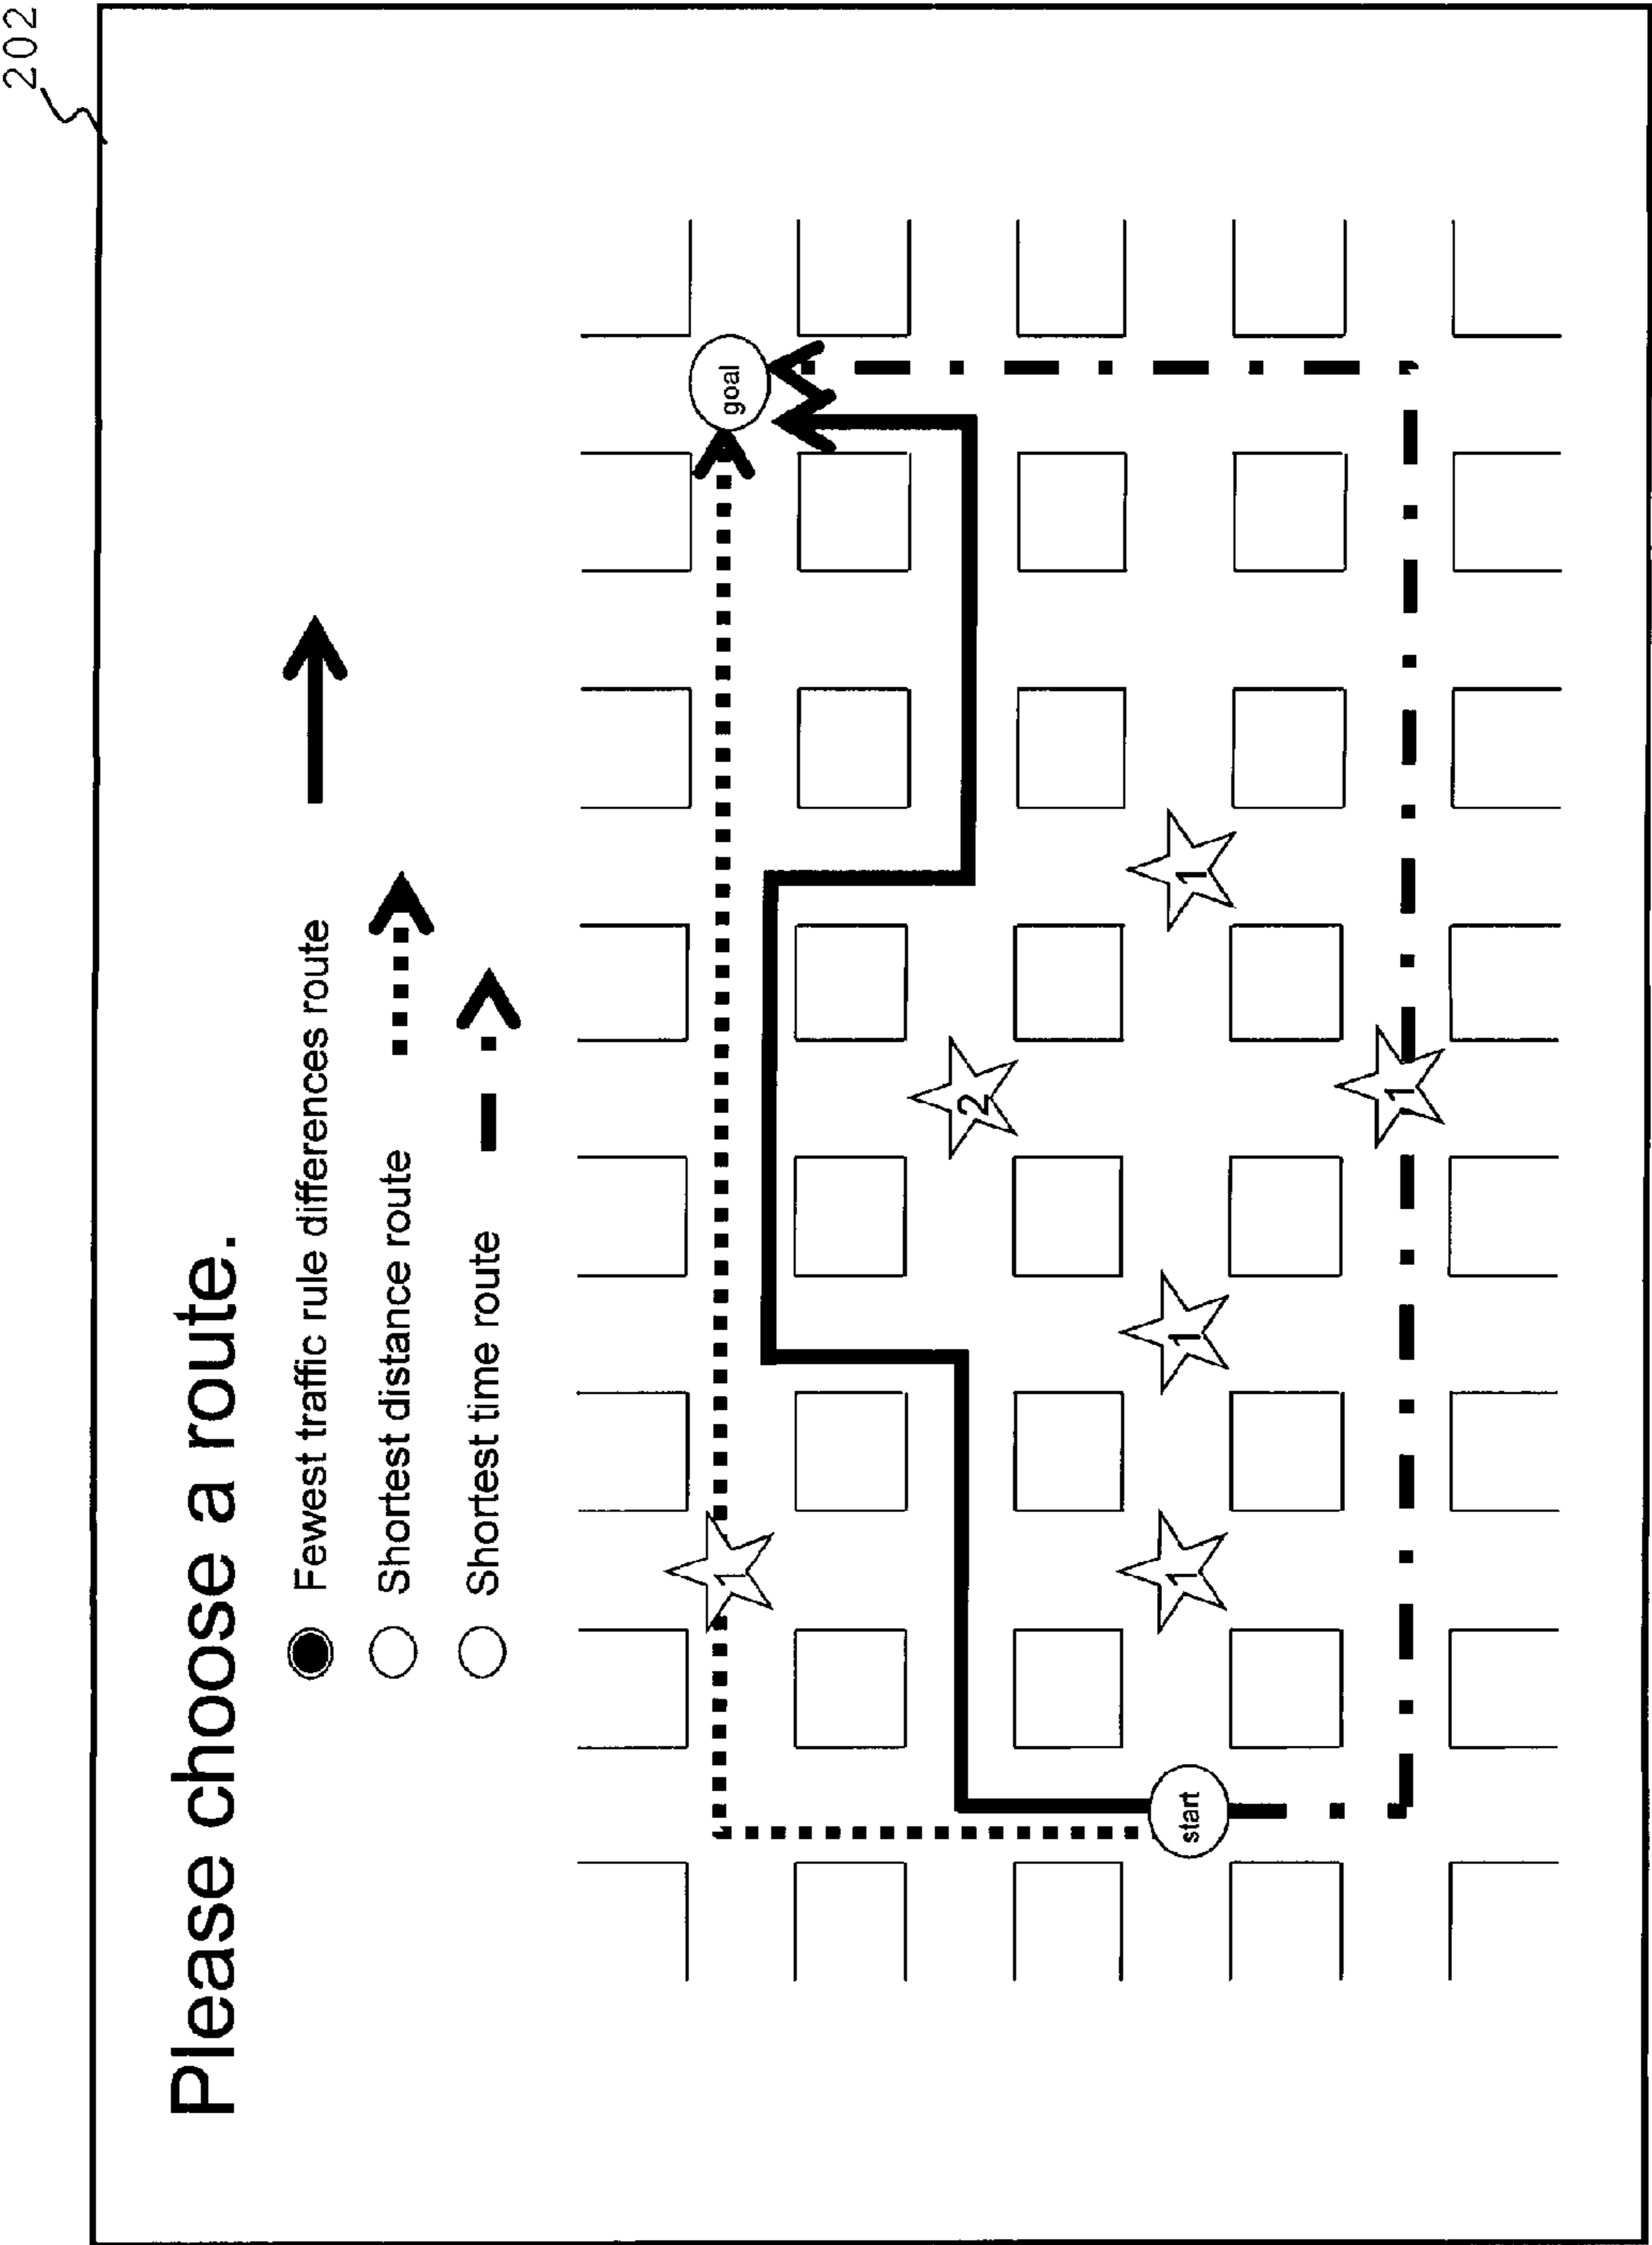 202
Please choose a route.
Fewest traffic rule differences route
Shortest distance route
Shortest time route
1
goal
2
start
1
1
1
1